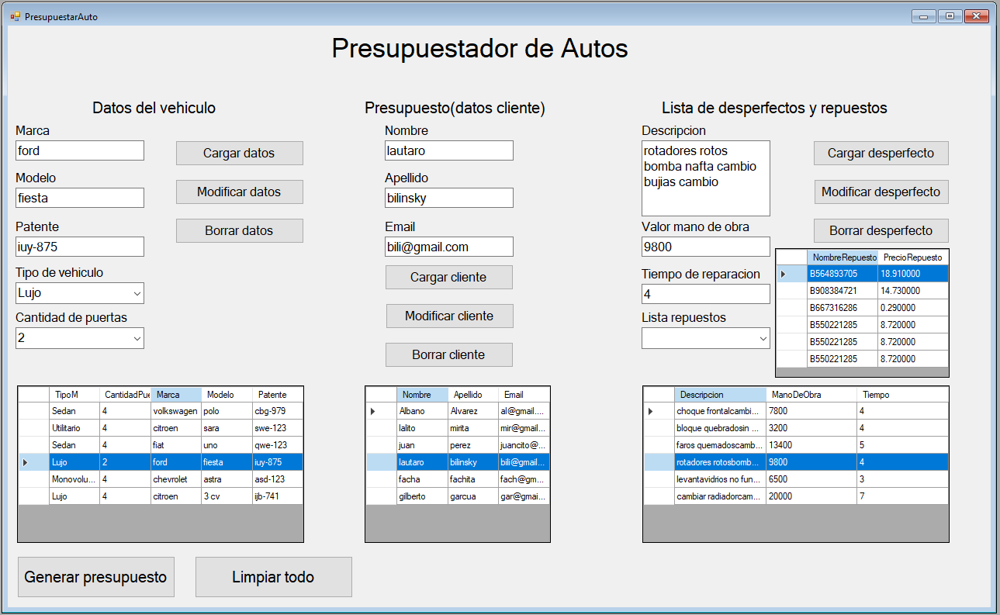 PresupuestarAuto
Presupuestador de Autos
Datos del vehiculo
Marca
ford
Modelo
fiesta
Patente
iuy-875
Tipo de vehiculo
Lujo
Cantidad de puertas
2
Cargar datos
Modificar datos
Borrar datos
Presupuesto(datos cliente)
Nombre
lautaro
Apellido
bilinsky
Email
bili@gmail.com
Cargar cliente
Modificar cliente
Borrar cliente
Lista de desperfectos y repuestos
Descripcion
rotadores rotos
bomba nafta cambio
bujias cambio
Valor mano de obra
9800
Tiempo de reparacion
4
Lista repuestos
Cargar desperfecto
Modificar desperfecto
Borrar desperfecto
NombreRepuesto PrecioRepuesto
B564893705 18.910000
B908384721 14.730000
B667316286 0.290000
B550221285 8.720000
B550221285 8.720000
B550221285 8.720000
TipoM CantidadPue Marca Modelo Patente
Sedan 4 volkswagen polo cbg-979
Utilitario 4 citroen sara swe-123
Sedan 4 fiat uno qwe-123
Lujo 2 ford fiesta iuy-875
Monovolu... 4 chevrolet astra asd-123
Lujo 4 citroen 3 cv ijb-741
Nombre Apellido Email
Albano Alvarez al@gmail....
lalito mirita mir@gmail...
juan perez juancito@...
lautaro bilinsky bili@gmail...
facha fachita fach@gm...
gilberto garcua gar@gmai...
Descripcion ManoDeObra Tiempo
choque frontalcambi... 7800 4
bloque quebradosin ... 3200 4
faros quemadoscamb... 13400 5
rotadores rotosbomb... 9800 4
levantavidrios no fun... 6500 3
cambiar radiadorcam... 20000 7
Generar presupuesto
Limpiar todo